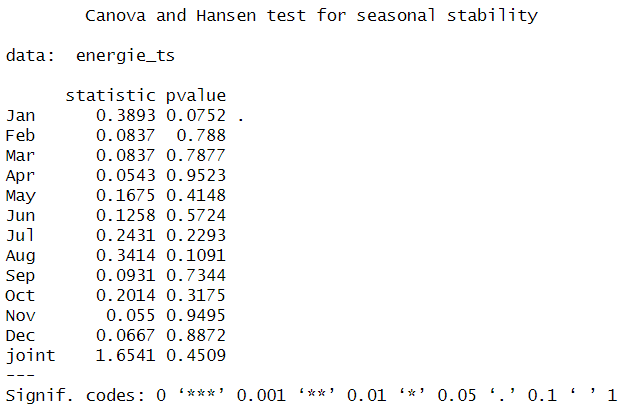 Canova and Hansen test for seasonal stability
data:  energie_ts
statistic pvalue
Jan 0.3893 0.0752 .
Feb 0.0837 0.788
Mar 0.0837 0.7877
Apr 0.0543 0.9523
May 0.1675 0.4148
Jun 0.1258 0.5724
Jul 0.2431 0.2293
Aug 0.3414 0.1091
Sep 0.0931 0.7344
Oct 0.2014 0.3175
Nov 0.055 0.9495
Dec 0.0667 0.8872
joint 1.6541 0.4509
---
Signif. codes: 0 ‘***’ 0.001 ‘**’ 0.01 ‘*’ 0.05 ‘.’ 0.1 ‘ ’ 1